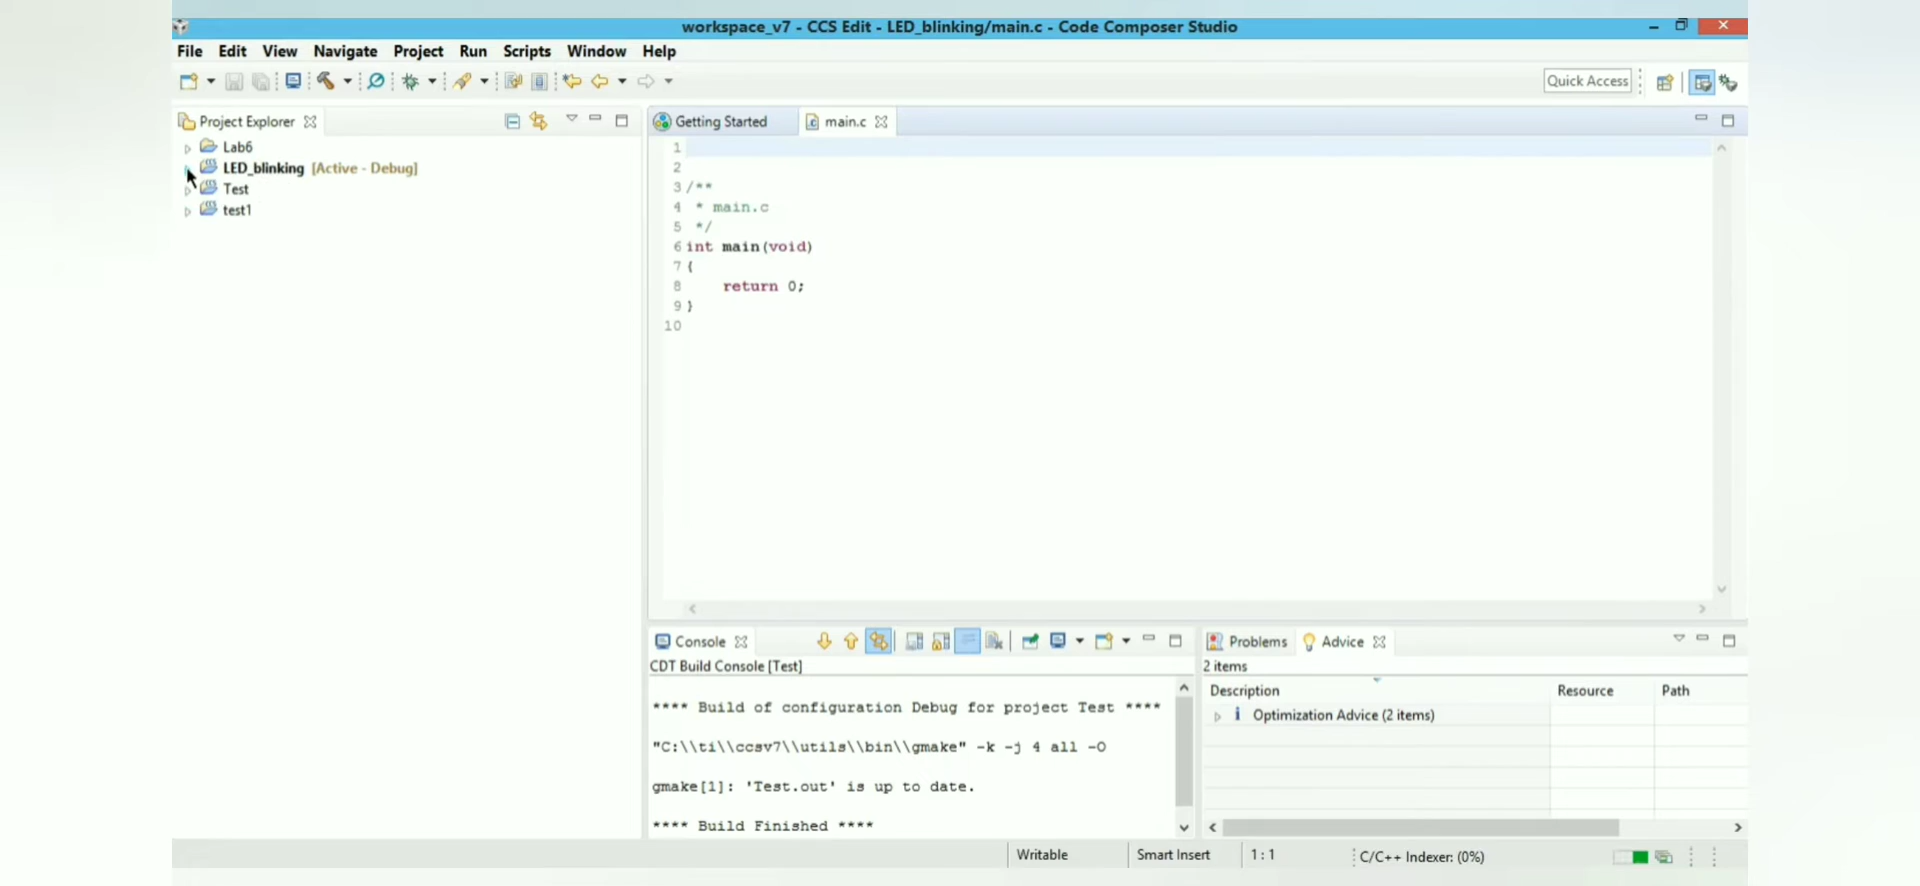 workspace_v7 - CCS Edit - LED_blinking/main.c - Code Composer Studio
File Edit View Navigate Project Run Scripts Window Help
Quick Access
Project Explorer
Lab6
LED_blinking [Active - Debug]
Test
test1
Getting Started main.c
1
2
3 /**
4 * main.c
5 */
6 int main(void)
7 {
8 return 0;
9 }
10
Console
CDT Build Console [Test]
**** Build of configuration Debug for project Test ****
"C:\\ti\\ccsv7\\utils\\bin\\gmake" -k -j 4 all -O
gmake[1]: 'Test.out' is up to date.
**** Build Finished ****
Problems Advice
2 items
Description Resource Path
Optimization Advice (2 items)
Writable Smart Insert 1 : 1 C/C++ Indexer: (0%)